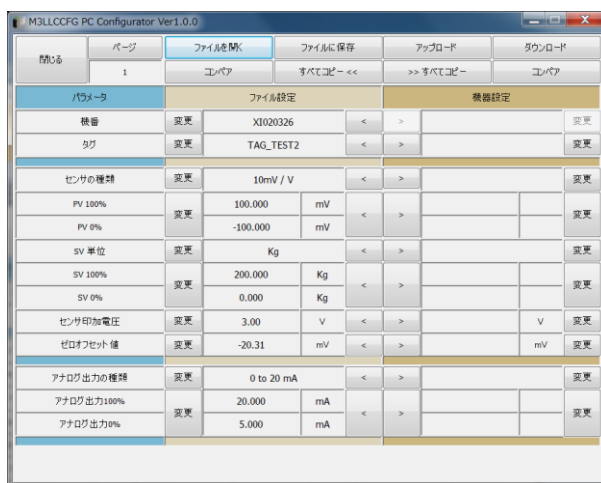 M3LLCCFG PC Configurator Ver1.0.0
閉じる ページ ファイルを開く ファイルに保存 アップロード ダウンロード
1 コンペア すべてコピー << >> すべてコピー コンペア
パラメータ ファイル設定 機器設定
機番 変更 XI020326 < > 変更
タグ 変更 TAG_TEST2 < > 変更
センサの種類 変更 10mV / V < > 変更
PV 100% 変更 100.000 mV < > 変更
PV 0% -100.000 mV
SV 単位 変更 Kg < > 変更
SV 100% 変更 200.000 Kg < > 変更
SV 0% 0.000 Kg
センサ印加電圧 変更 3.00 V < > V 変更
ゼロオフセット値 変更 -20.31 mV < > mV 変更
アナログ出力の種類 変更 0 to 20 mA < > 変更
アナログ出力100% 変更 20.000 mA < > 変更
アナログ出力0% 5.000 mA